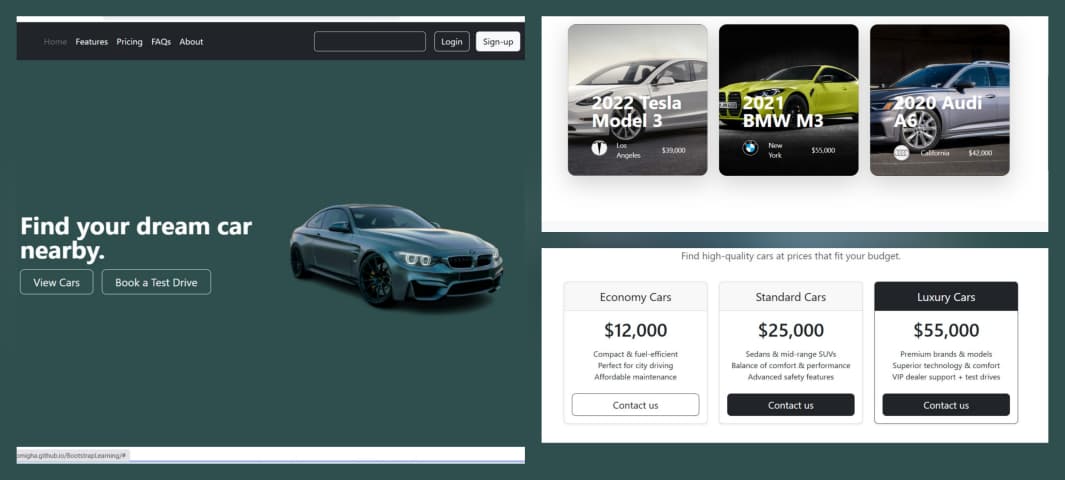 Home Features Pricing FAQs About Login Sign-up
Find your dream car
nearby.
View Cars Book a Test Drive
omigha.github.io/BootstrapLearning/#
2022 Tesla
Model 3
Los
Angeles
$39,000
2021
BMW M3
New
York
$55,000
2020 Audi
A6
California
$42,000
Find high-quality cars at prices that fit your budget.
Economy Cars
$12,000
Compact & fuel-efficient
Perfect for city driving
Affordable maintenance
Contact us
Standard Cars
$25,000
Sedans & mid-range SUVs
Balance of comfort & performance
Advanced safety features
Contact us
Luxury Cars
$55,000
Premium brands & models
Superior technology & comfort
VIP dealer support + test drives
Contact us